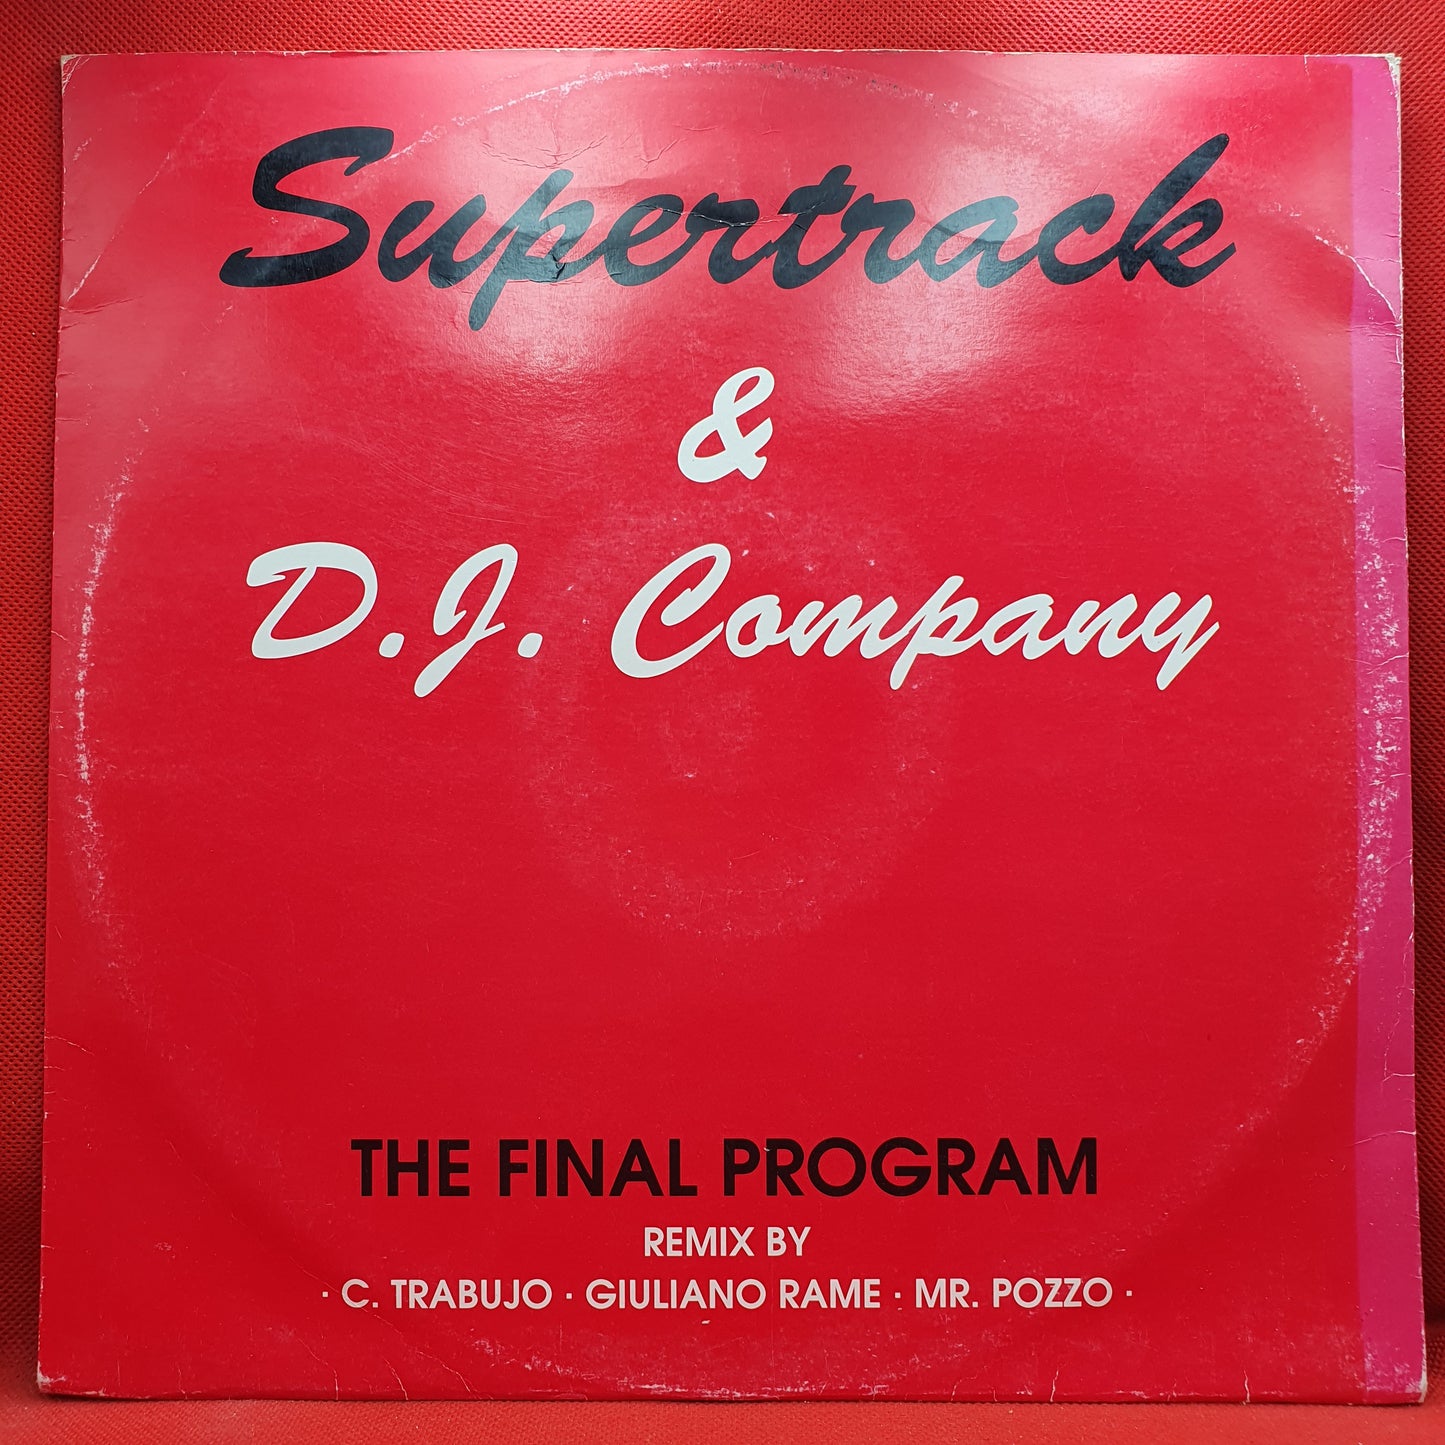 Supertrack
&
D.J. Company
THE FINAL PROGRAM
REMIX BY
· C. TRABUJO · GIULIANO RAME · MR. POZZO ·